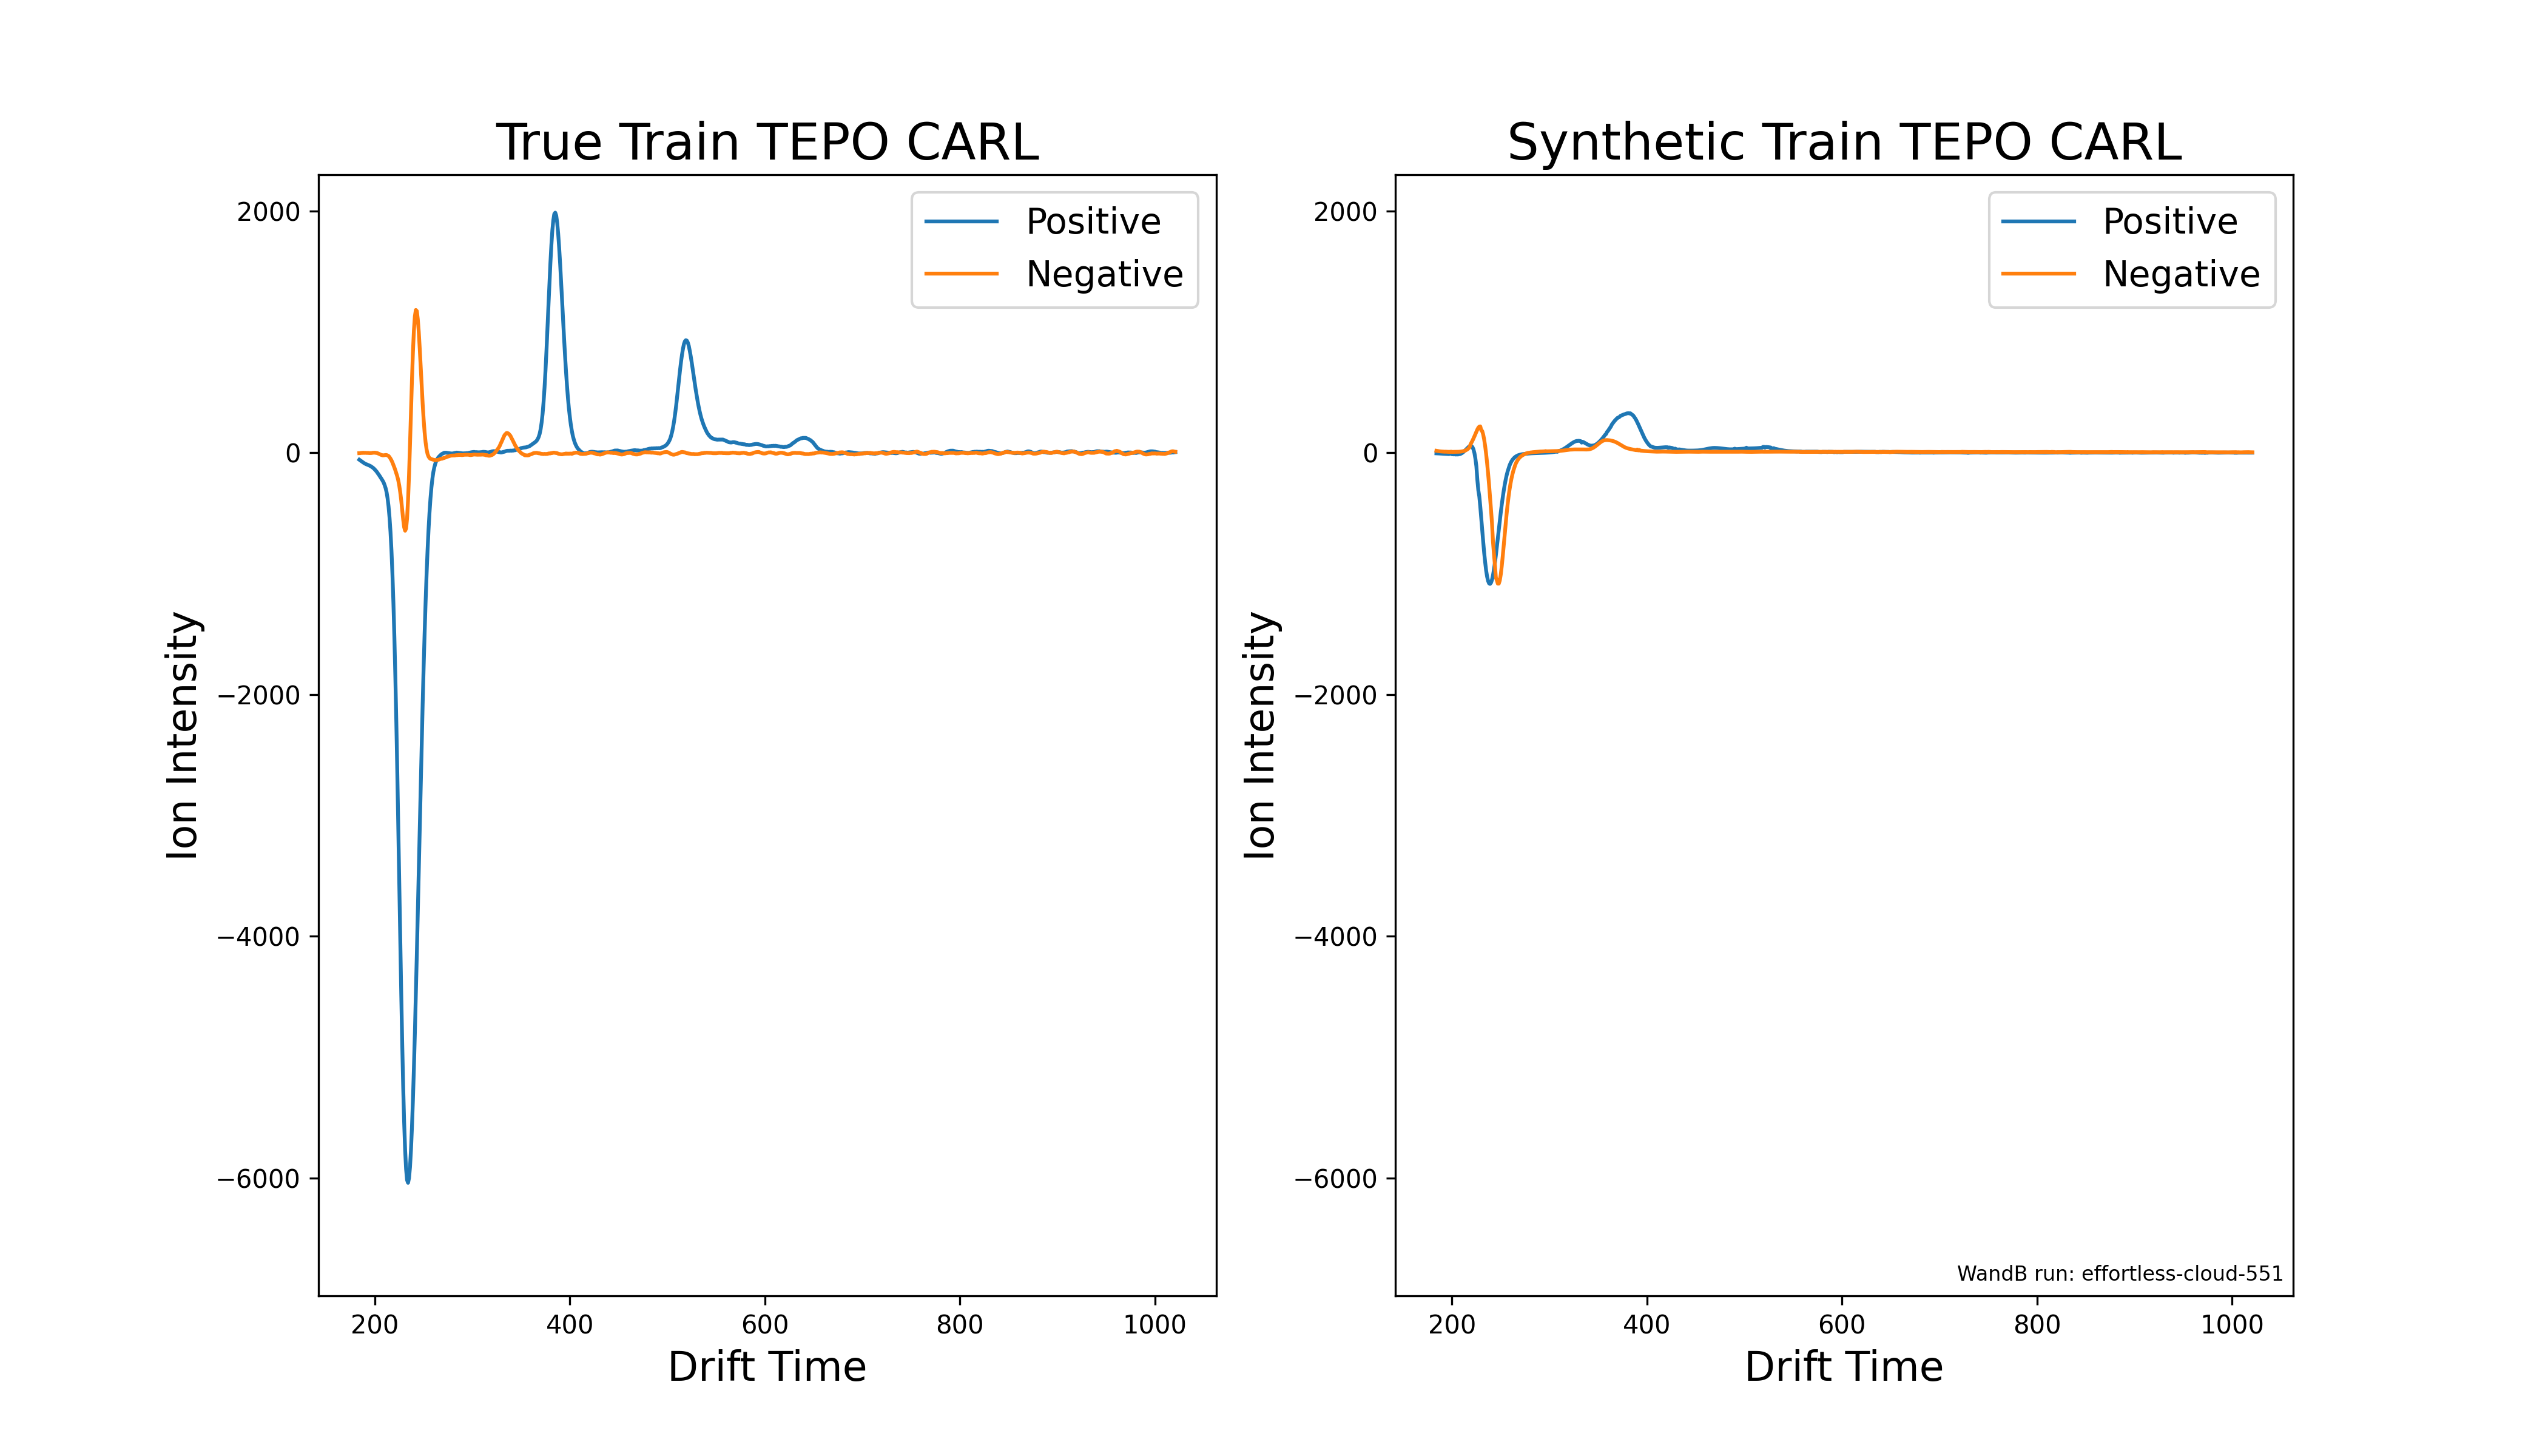 True Train TEPO CARL
Positive
Negative
2000
0
−2000
−4000
−6000
Ion Intensity
200 400 600 800 1000
Drift Time
Synthetic Train TEPO CARL
Positive
Negative
2000
0
−2000
−4000
−6000
Ion Intensity
WandB run: effortless-cloud-551
200 400 600 800 1000
Drift Time